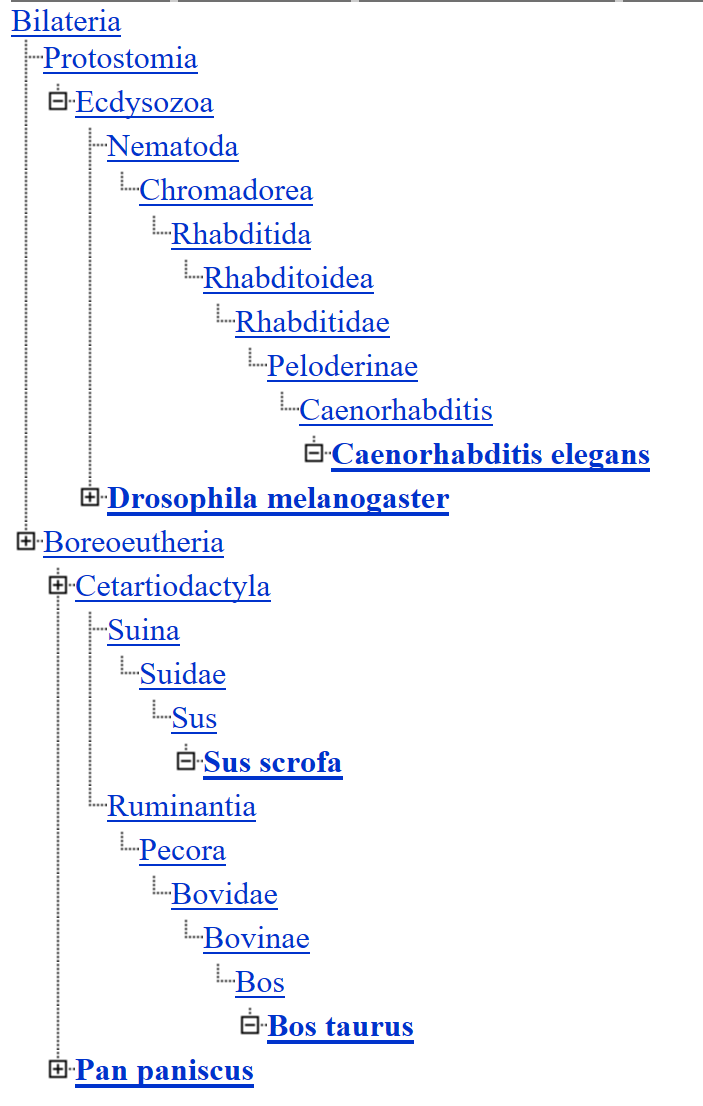 Bilateria
Protostomia
Ecdysozoa
Nematoda
Chromadorea
Rhabditida
Rhabditoidea
Rhabditidae
Peloderinae
Caenorhabditis
Caenorhabditis elegans
Drosophila melanogaster
Boreoeutheria
Cetartiodactyla
Suina
Suidae
Sus
Sus scrofa
Ruminantia
Pecora
Bovidae
Bovinae
Bos
Bos taurus
Pan paniscus